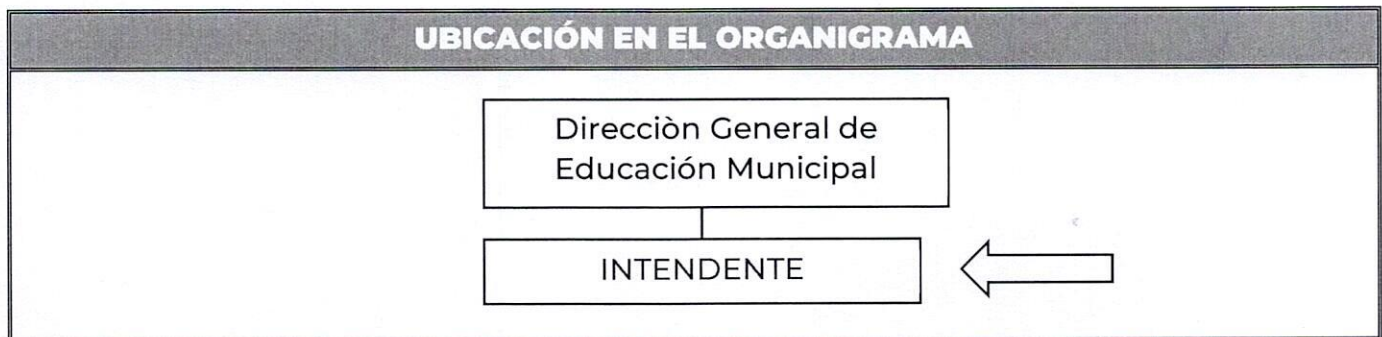 UBICACIÓN EN EL ORGANIGRAMA
Direcciòn General de
Educación Municipal
INTENDENTE